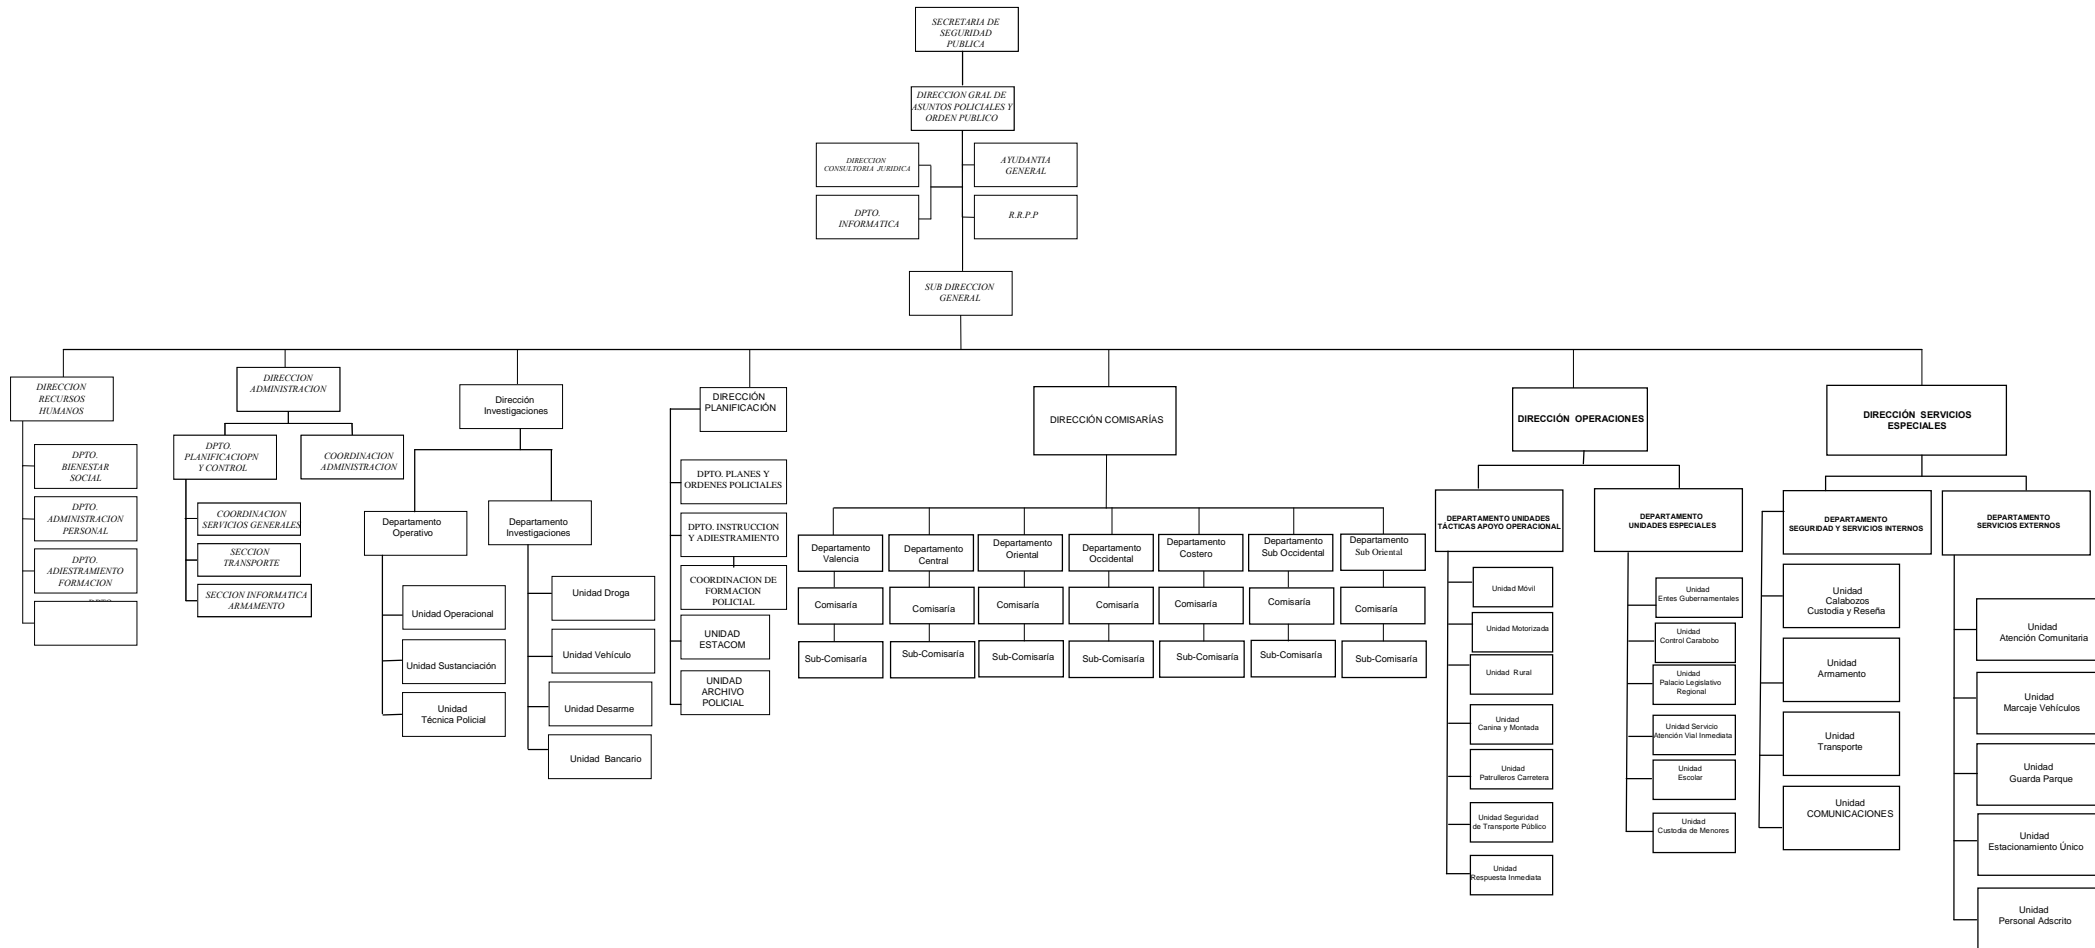 SECRETARIA DE
SEGURIDAD
PUBLICA
DIRECCION GRAL DE
ASUNTOS POLICIALES Y
ORDEN PUBLICO
DIRECCION
CONSULTORIA JURIDICA
AYUDANTIA
GENERAL
DPTO.
INFORMATICA
R.R.P.P
SUB DIRECCION
GENERAL
DIRECCION
RECURSOS
HUMANOS
DPTO.
BIENESTAR
SOCIAL
DPTO.
ADMINISTRACION
PERSONAL
DPTO.
ADIESTRAMIENTO
FORMACION
DIRECCION
ADMINISTRACION
DPTO.
PLANIFICACIOPN
Y CONTROL
COORDINACION
ADMINISTRACION
COORDINACION
SERVICIOS GENERALES
SECCION
TRANSPORTE
SECCION INFORMATICA
ARMAMENTO
Dirección
Investigaciones
Departamento
Operativo
Departamento
Investigaciones
Unidad Operacional
Unidad Sustanciación
Unidad
Técnica Policial
Unidad Droga
Unidad Vehículo
Unidad Desarme
Unidad Bancario
DIRECCIÓN
PLANIFICACIÓN
DPTO. PLANES Y
ORDENES POLICIALES
DPTO. INSTRUCCION
Y ADIESTRAMIENTO
COORDINACION DE
FORMACION
POLICIAL
UNIDAD
ESTACOM
UNIDAD
ARCHIVO
POLICIAL
DIRECCIÓN COMISARÍAS
Departamento
Valencia
Comisaría
Sub-Comisaría
Departamento
Central
Comisaría
Sub-Comisaría
Departamento
Oriental
Comisaría
Sub-Comisaría
Departamento
Occidental
Comisaría
Sub-Comisaría
Departamento
Costero
Comisaría
Sub-Comisaría
Departamento
Sub Occidental
Comisaría
Sub-Comisaría
Departamento
Sub Oriental
Comisaría
Sub-Comisaría
DIRECCIÓN OPERACIONES
DEPARTAMENTO UNIDADES
TÁCTICAS APOYO OPERACIONAL
Unidad Móvil
Unidad Motorizada
Unidad Rural
Unidad
Canina y Montada
Unidad
Patrulleros Carretera
Unidad Seguridad
de Transporte Público
Unidad
Respuesta Inmediata
DEPARTAMENTO
UNIDADES ESPECIALES
Unidad
Entes Gubernamentales
Unidad
Control Carabobo
Unidad
Palacio Legislativo
Regional
Unidad Servicio
Atención Vial Inmediata
Unidad
Escolar
Unidad
Custodia de Menores
DIRECCIÓN SERVICIOS
ESPECIALES
DEPARTAMENTO
SEGURIDAD Y SERVICIOS INTERNOS
Unidad
Calabozos
Custodia y Reseña
Unidad
Armamento
Unidad
Transporte
Unidad
COMUNICACIONES
DEPARTAMENTO
SERVICIOS EXTERNOS
Unidad
Atención Comunitaria
Unidad
Marcaje Vehículos
Unidad
Guarda Parque
Unidad
Estacionamiento Único
Unidad
Personal Adscrito